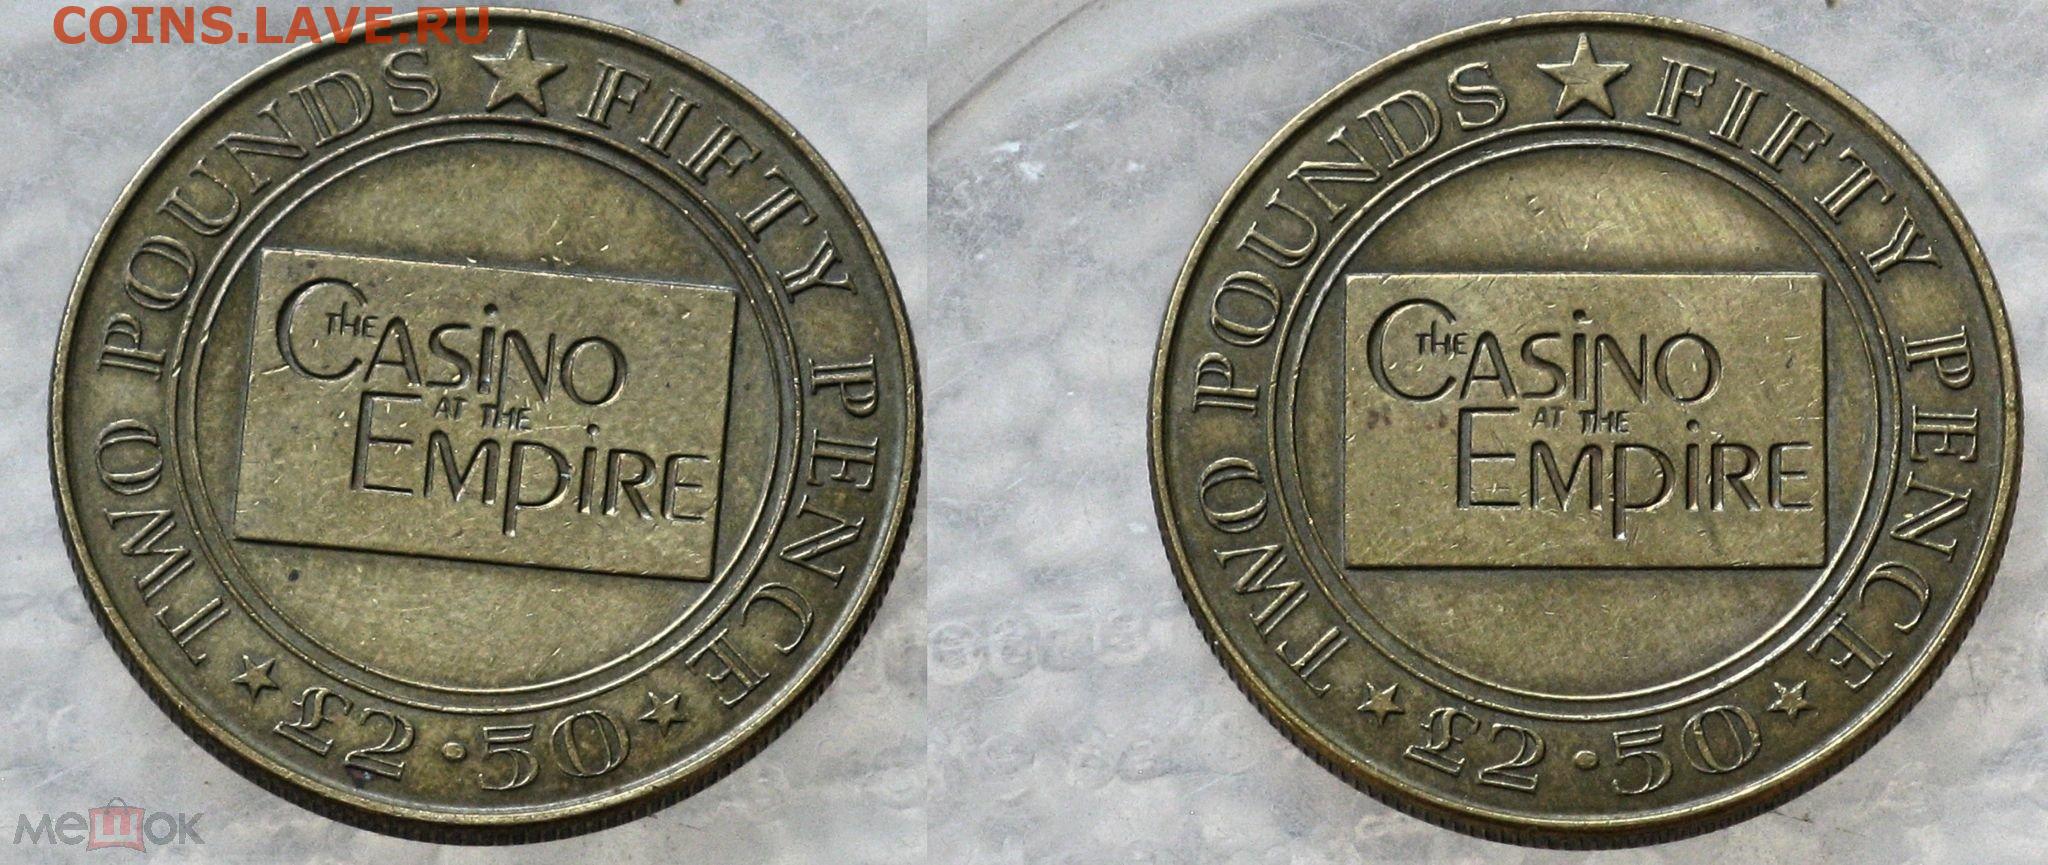 COINS.LAVE.RU
TWO POUNDS ★ FIFTY PENCE
THE CASiNO
AT THE
EMpiRE
★ £2·50 ★
TWO POUNDS ★ FIFTY PENCE
THE CASiNO
AT THE
EMpiRE
★ £2·50 ★
мешок